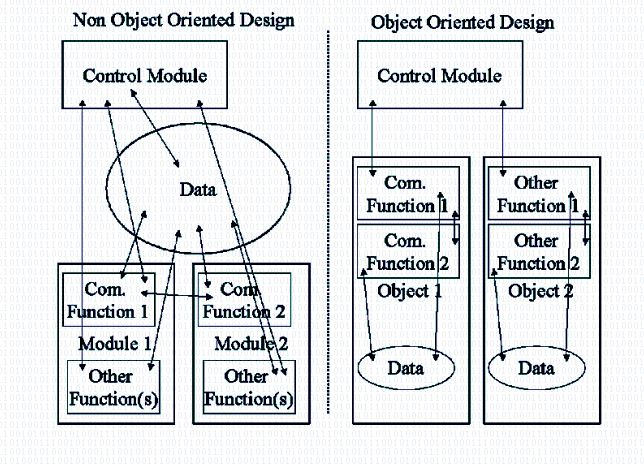 Non Object Oriented Design
Control Module
Data
Com.
Function 1
Module 1
Other
Function(s)
Com.
Function 2
Module 2
Other
Function(s)
Object Oriented Design
Control Module
Com.
Function 1
Com.
Function 2
Object 1
Data
Other
Function 1
Other
Function 2
Object 2
Data